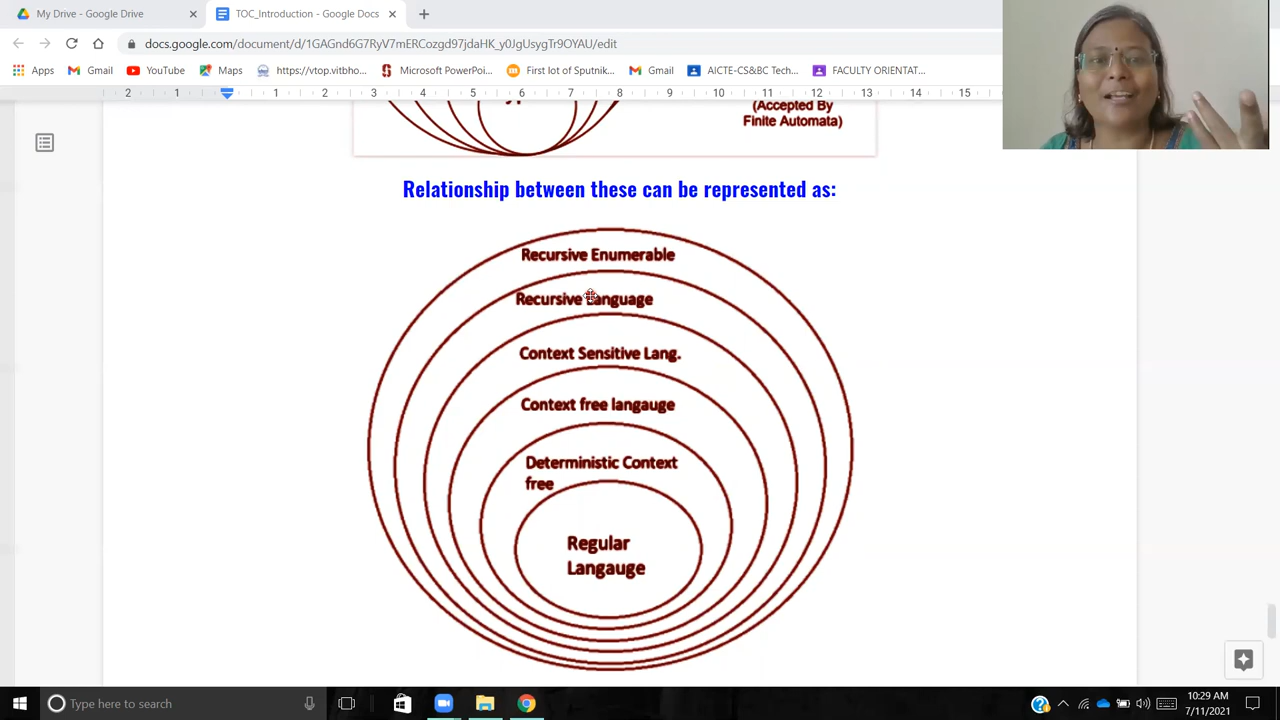 My Drive - Google Drive
TOC_Introduction - Google Docs
docs.google.com/document/d/1GAGnd6G7RyV7mERCozgd97jdaHK_y0JgUsygTr9OYAU/edit
Apps
Gmail
YouTube
Maps
https://vtop.vitbho...
Microsoft PowerPoi...
First lot of Sputnik...
Gmail
AICTE-CS&BC Tech...
FACULTY ORIENTAT...
2 1 1 2 3 4 5 6 7 8 9 10 11 12 13 14 15
(Accepted By
Finite Automata)
Relationship between these can be represented as:
Recursive Enumerable
Recursive Language
Context Sensitive Lang.
Context free langauge
Deterministic Context
free
Regular
Langauge
Type here to search
10:29 AM
7/11/2021